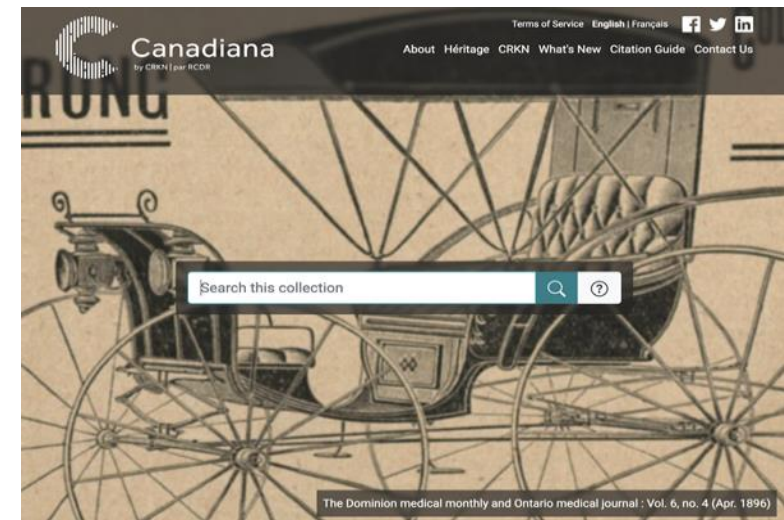 Terms of Service English | Français
Canadiana
by CRKN | par RCDR
About Héritage CRKN What's New Citation Guide Contact Us
RONG
Search this collection
The Dominion medical monthly and Ontario medical journal : Vol. 6, no. 4 (Apr. 1896)